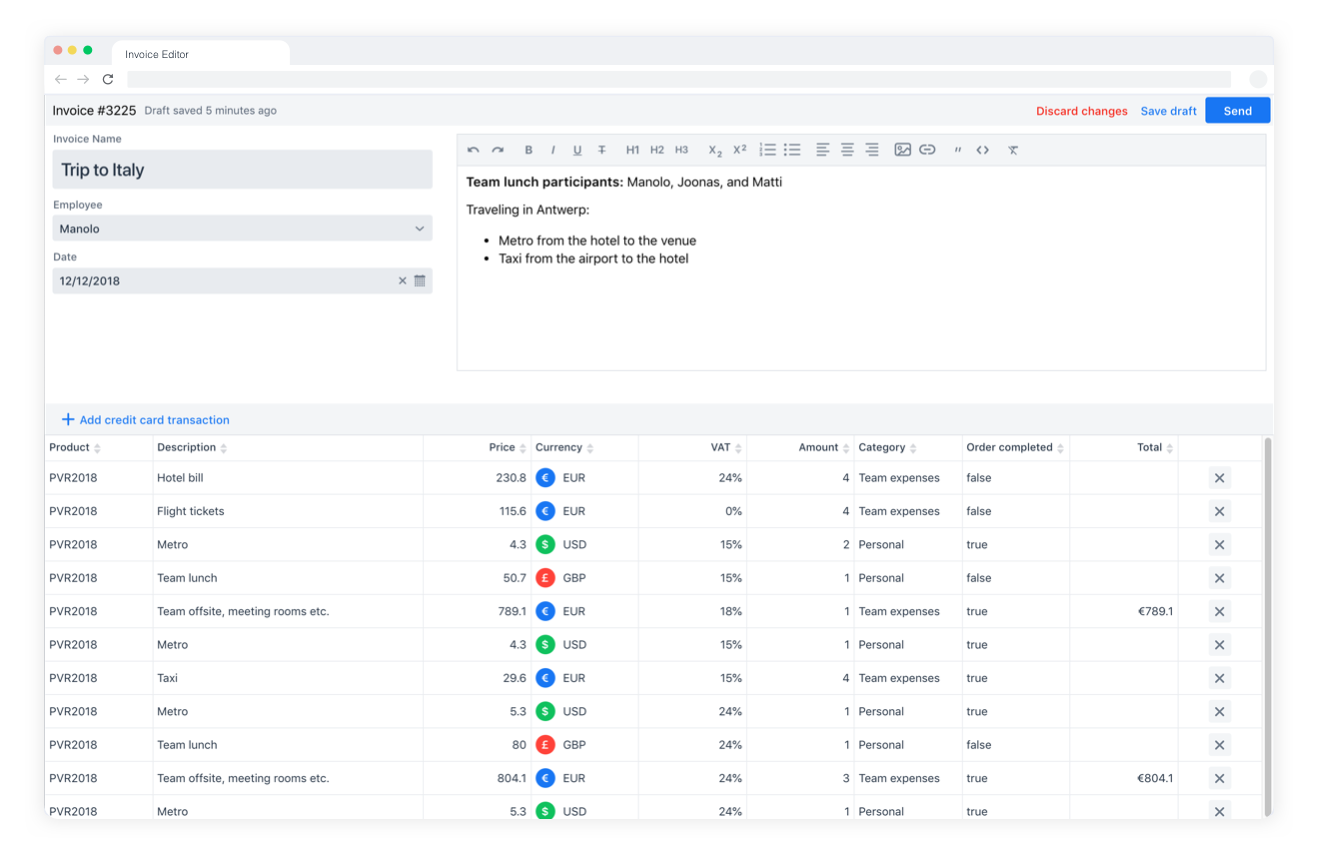 Invoice Editor
Invoice #3225 Draft saved 5 minutes ago Discard changes Save draft Send
Invoice Name
Trip to Italy
Employee
Manolo
Date
12/12/2018
B I U T H1 H2 H3 X2 X2
Team lunch participants: Manolo, Joonas, and Matti
Traveling in Antwerp:
• Metro from the hotel to the venue
• Taxi from the airport to the hotel
+ Add credit card transaction
Product Description Price Currency VAT Amount Category Order completed Total
PVR2018 Hotel bill 230.8 € EUR 24% 4 Team expenses false
PVR2018 Flight tickets 115.6 € EUR 0% 4 Team expenses false
PVR2018 Metro 4.3 $ USD 15% 2 Personal true
PVR2018 Team lunch 50.7 £ GBP 15% 1 Personal false
PVR2018 Team offsite, meeting rooms etc. 789.1 € EUR 18% 1 Team expenses true €789.1
PVR2018 Metro 4.3 $ USD 15% 1 Personal true
PVR2018 Taxi 29.6 € EUR 15% 4 Team expenses true
PVR2018 Metro 5.3 $ USD 24% 1 Personal true
PVR2018 Team lunch 80 £ GBP 24% 1 Personal false
PVR2018 Team offsite, meeting rooms etc. 804.1 € EUR 24% 3 Team expenses true €804.1
PVR2018 Metro 5.3 $ USD 24% 1 Personal true